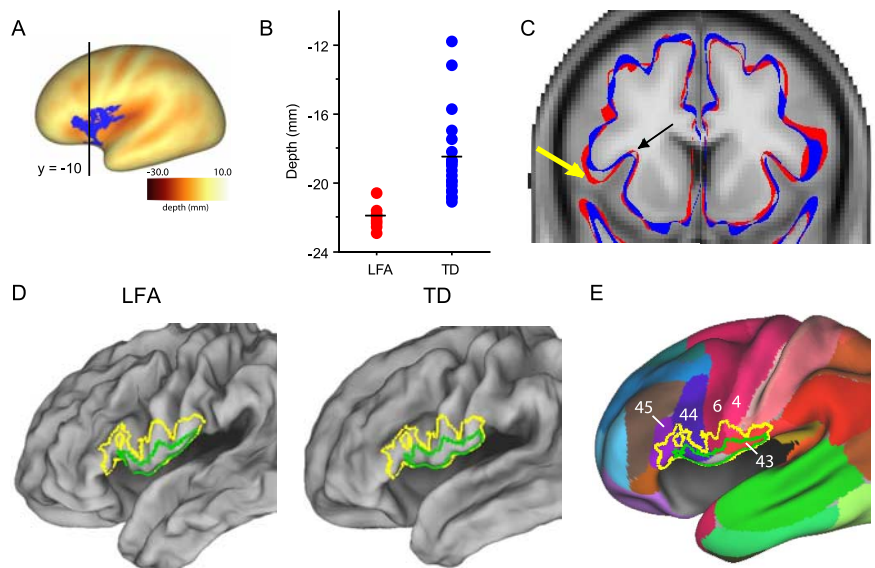 A
y = -10
-30.0 10.0
depth (mm)
B
Depth (mm)
-12
-16
-20
-24
LFA TD
C
D
LFA
TD
E
45 44 6 4
43